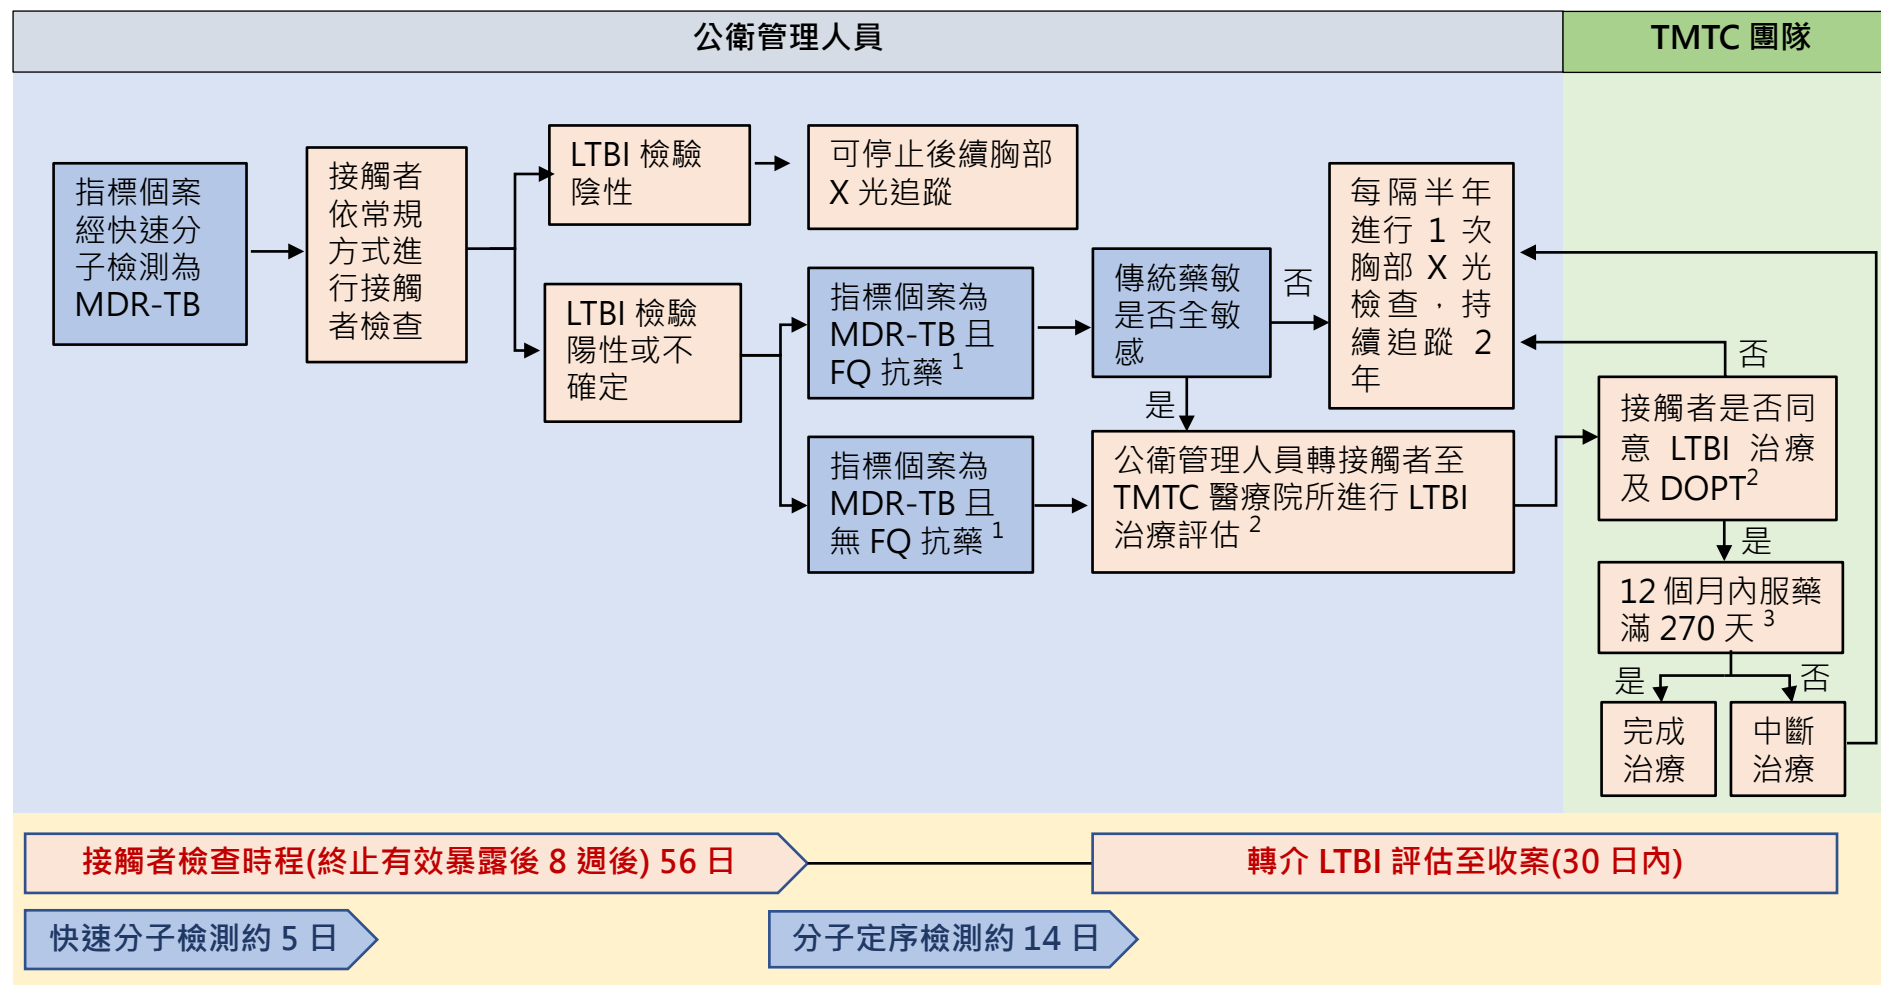 公衛管理人員
TMTC 團隊
指標個案
經快速分
子檢測為
MDR-TB
接觸者
依常規
方式進
行接觸
者檢查
LTBI 檢驗
陰性
可停止後續胸部
X 光追蹤
LTBI 檢驗
陽性或不
確定
指標個案為
MDR-TB 且
FQ 抗藥 1
指標個案為
MDR-TB 且
無 FQ 抗藥 1
傳統藥敏
是否全敏
感
否
是
每隔半年
進行 1 次
胸部 X 光
檢查，持
續追蹤 2
年
公衛管理人員轉接觸者至
TMTC 醫療院所進行 LTBI
治療評估 2
否
接觸者是否同
意 LTBI 治療
及 DOPT2
是
12 個月內服藥
滿 270 天 3
是
否
完成
治療
中斷
治療
接觸者檢查時程(終止有效暴露後 8 週後) 56 日
轉介 LTBI 評估至收案(30 日內)
快速分子檢測約 5 日
分子定序檢測約 14 日